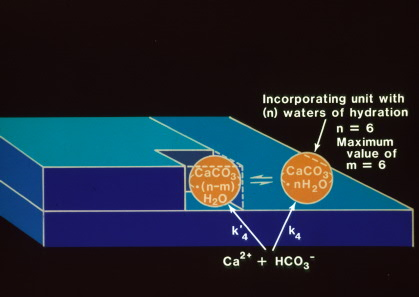 Incorporating unit with
(n) waters of hydration
n = 6
Maximum
value of
m = 6
CaCO₃
•(n-m)
H₂O
CaCO₃
• nH₂O
k′₄
k₄
Ca²⁺ + HCO₃⁻